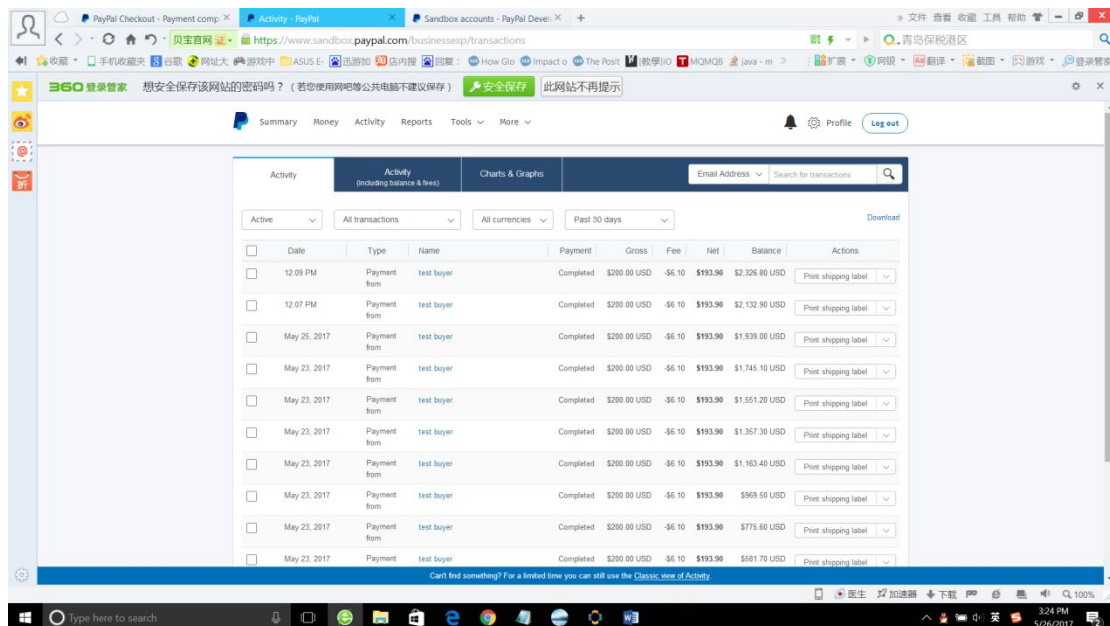 PayPal Checkout - Payment comp
Activity - PayPal
Sandbox accounts - PayPal Devel
文件 查看 收藏 工具 帮助
贝宝官网 证
https://www.sandbox.paypal.com/businessexp/transactions
青岛保税港区
收藏 手机收藏夹 谷歌 网址大 游戏中 ASUS E- 迅游加 店内搜 回复: How Glo Impact o The Posit (教學)IO MQMQB java - m » 扩展 网银 翻译 截图 游戏 登录管家
360 登录管家 想安全保存该网站的密码吗？（若您使用网吧等公共电脑不建议保存） 安全保存 此网站不再提示
Summary Money Activity Reports Tools More Profile Log out
Activity
Activity
(including balance & fees)
Charts & Graphs
Email Address Search for transactions
Active All transactions All currencies Past 30 days Download
Date Type Name Payment Gross Fee Net Balance Actions
12:09 PM Payment from test buyer Completed $200.00 USD -$6.10 $193.90 $2,326.80 USD Print shipping label
12:07 PM Payment from test buyer Completed $200.00 USD -$6.10 $193.90 $2,132.90 USD Print shipping label
May 25, 2017 Payment from test buyer Completed $200.00 USD -$6.10 $193.90 $1,939.00 USD Print shipping label
May 23, 2017 Payment from test buyer Completed $200.00 USD -$6.10 $193.90 $1,745.10 USD Print shipping label
May 23, 2017 Payment from test buyer Completed $200.00 USD -$6.10 $193.90 $1,551.20 USD Print shipping label
May 23, 2017 Payment from test buyer Completed $200.00 USD -$6.10 $193.90 $1,357.30 USD Print shipping label
May 23, 2017 Payment from test buyer Completed $200.00 USD -$6.10 $193.90 $1,163.40 USD Print shipping label
May 23, 2017 Payment from test buyer Completed $200.00 USD -$6.10 $193.90 $969.50 USD Print shipping label
May 23, 2017 Payment from test buyer Completed $200.00 USD -$6.10 $193.90 $775.60 USD Print shipping label
May 23, 2017 Payment test buyer Completed $200.00 USD -$6.10 $193.90 $581.70 USD Print shipping label
Can't find something? For a limited time you can still use the Classic view of Activity.
医生 加速器 下载 100%
Type here to search
英
3:24 PM
5/26/2017